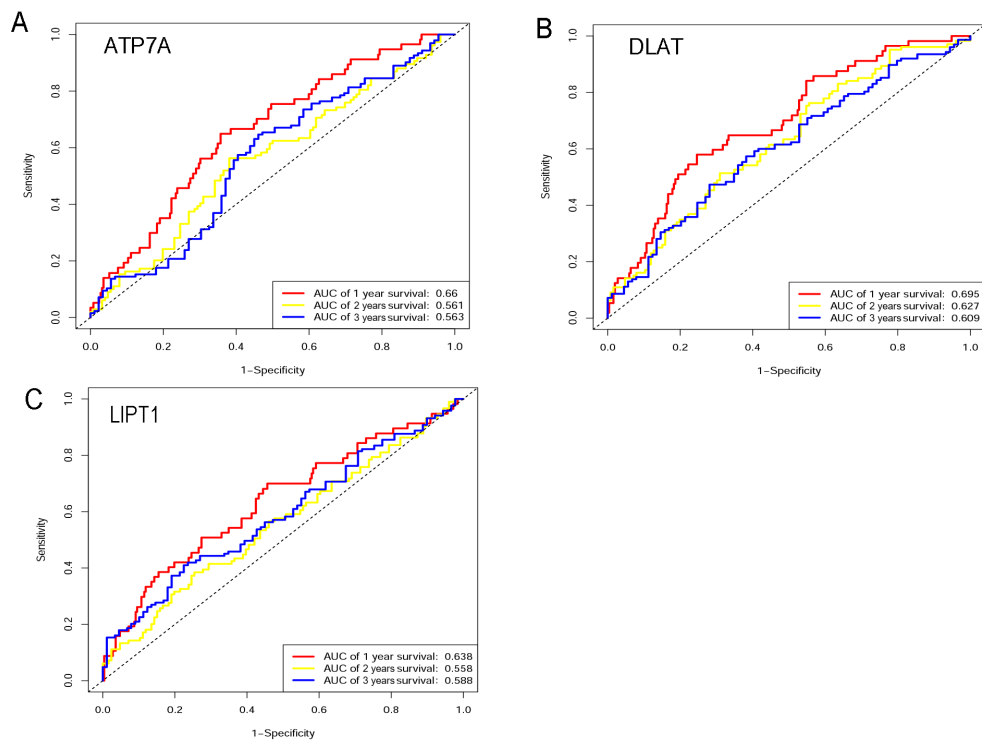 A
ATP7A
Sensitivity
1.0
0.8
0.6
0.4
0.2
0.0
AUC of 1 year survival: 0.66
AUC of 2 years survival: 0.561
AUC of 3 years survival: 0.563
0.0 0.2 0.4 0.6 0.8 1.0
1-Specificity
B
DLAT
Sensitivity
1.0
0.8
0.6
0.4
0.2
0.0
AUC of 1 year survival: 0.695
AUC of 2 years survival: 0.627
AUC of 3 years survival: 0.609
0.0 0.2 0.4 0.6 0.8 1.0
1-Specificity
C
LIPT1
Sensitivity
1.0
0.8
0.6
0.4
0.2
0.0
AUC of 1 year survival: 0.638
AUC of 2 years survival: 0.558
AUC of 3 years survival: 0.588
0.0 0.2 0.4 0.6 0.8 1.0
1-Specificity